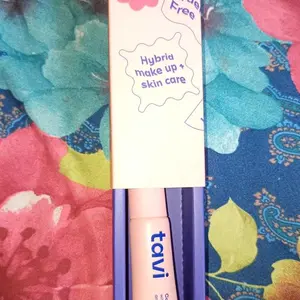 Free
Hybrid
make up +
skin care
tavi